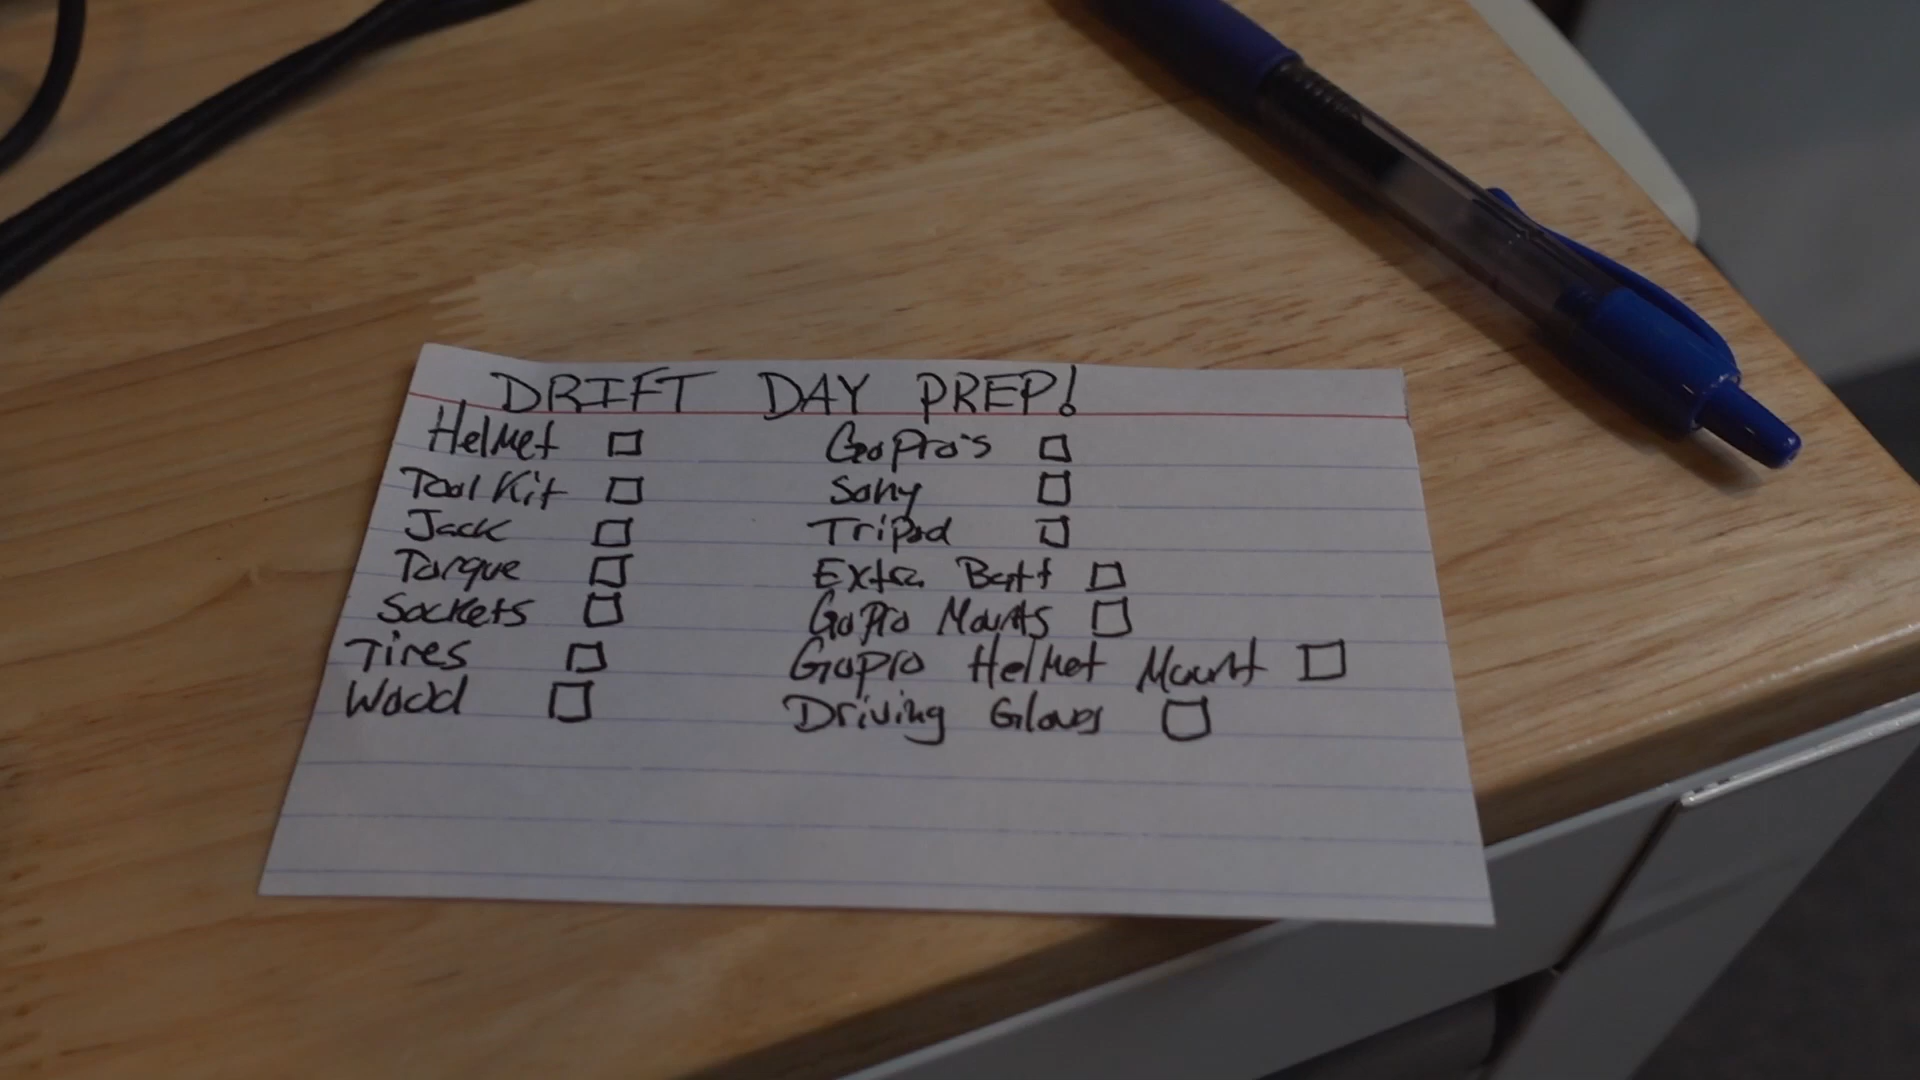 DRIFT DAY PREP!
Helmet
Tool Kit
Jack
Torque
Sockets
Tires
Wood
GoPro's
Sony
Tripod
Extra Batt
GoPro Mounts
Gopro Helmet Mount
Driving Gloves